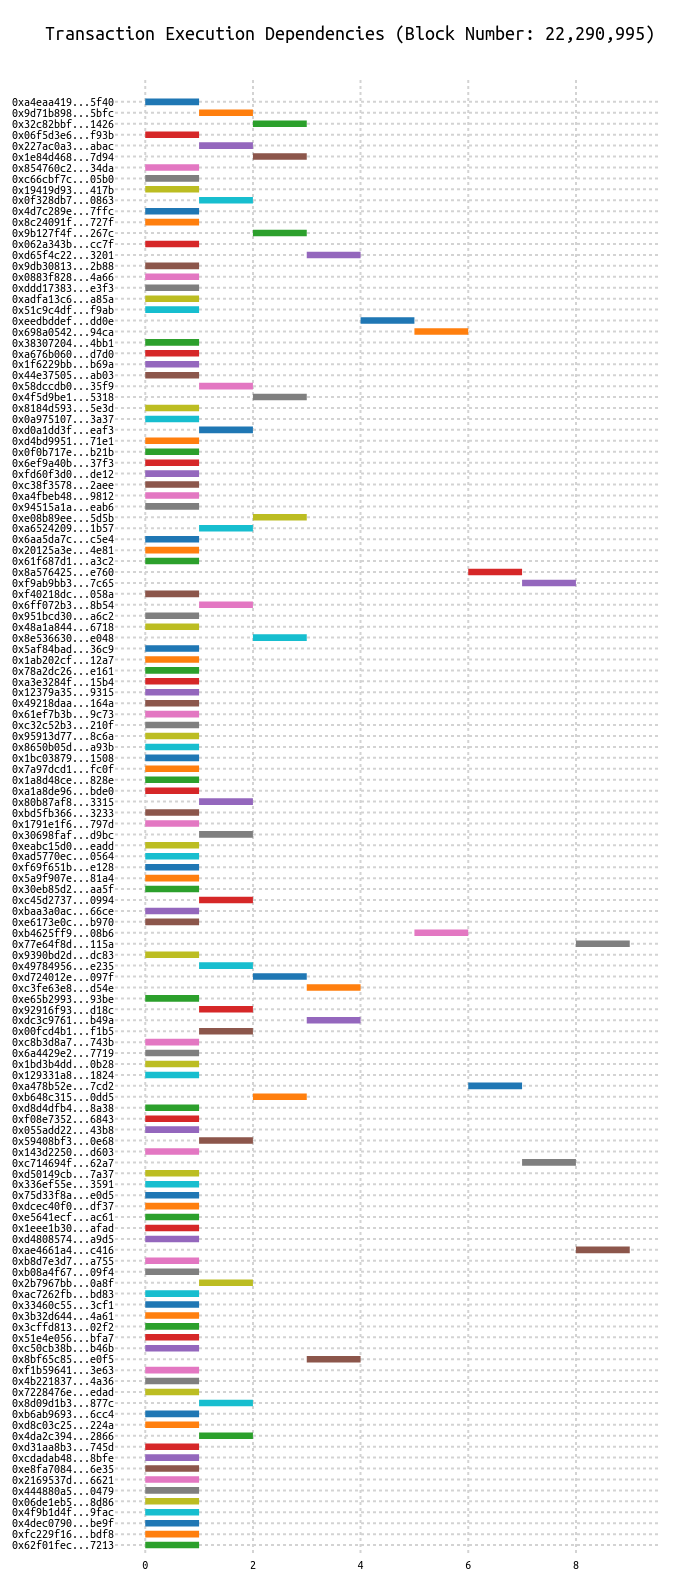 Transaction Execution Dependencies (Block Number: 22,290,995)
0xa4eaa419...5f40
0x9d71b898...5bfc
0x32c82bbf...1426
0x06f5d3e6...f93b
0x227ac0a3...abac
0x1e84d468...7d94
0x854760c2...34da
0xc66cbf7c...05b0
0x19419d93...417b
0x0f328db7...0863
0x4d7c289e...7ffc
0x8c24091f...727f
0x9b127f4f...267c
0x062a343b...cc7f
0xd65f4c22...3201
0x9db30813...2b88
0x0883f828...4a66
0xddd17383...e3f3
0xadfa13c6...a85a
0x51c9c4df...f9ab
0xeedbddef...dd0e
0x698a0542...94ca
0x38307204...4bb1
0xa676b060...d7d0
0x1f6229bb...b69a
0x44e37505...ab03
0x58dccdb0...35f9
0x4f5d9be1...5318
0x8184d593...5e3d
0x0a975107...3a37
0xd0a1dd3f...eaf3
0xd4bd9951...71e1
0x0f0b717e...b21b
0x6ef9a40b...37f3
0xfd60f3d0...de12
0xc38f3578...2aee
0xa4fbeb48...9812
0x94515a1a...eab6
0xe08b89ee...5d5b
0xa6524209...1b57
0x6aa5da7c...c5e4
0x20125a3e...4e81
0x61f687d1...a3c2
0x8a576425...e760
0xf9ab9bb3...7c65
0xf40218dc...058a
0x6ff072b3...8b54
0x951bcd30...a6c2
0x48a1a844...6718
0x8e536630...e048
0x5af84bad...36c9
0x1ab202cf...12a7
0x78a2dc26...e161
0xa3e3284f...15b4
0x12379a35...9315
0x49218daa...164a
0x61ef7b3b...9c73
0xc32c52b3...210f
0x95913d77...8c6a
0x8650b05d...a93b
0x1bc03879...1508
0x7a97dcd1...fc0f
0x1a8d48ce...828e
0xa1a8de96...bde0
0x80b87af8...3315
0xbd5fb366...3233
0x1791e1f6...797d
0x30698faf...d9bc
0xeabc15d0...eadd
0xad5770ec...0564
0xf69f651b...e128
0x5a9f907e...81a4
0x30eb85d2...aa5f
0xc45d2737...0994
0xbaa3a0ac...66ce
0xe6173e0c...b970
0xb4625ff9...08b6
0x77e64f8d...115a
0x9390bd2d...dc83
0x49784956...e235
0xd724012e...097f
0xc3fe63e8...d54e
0xe65b2993...93be
0x92916f93...d18c
0xdc3c9761...b49a
0x00fcd4b1...f1b5
0xc8b3d8a7...743b
0x6a4429e2...7719
0x1bd3b4dd...0b28
0x129331a8...1824
0xa478b52e...7cd2
0xb648c315...0dd5
0xd8d4dfb4...8a38
0xf08e7352...6843
0x055add22...43b8
0x59408bf3...0e68
0x143d2250...d603
0xc714694f...62a7
0xd50149cb...7a37
0x336ef55e...3591
0x75d33f8a...e0d5
0xdcec40f0...df37
0xe5641ecf...ac61
0x1eee1b30...afad
0xd4808574...a9d5
0xae4661a4...c416
0xb8d7e3d7...a755
0xb08a4f67...09f4
0x2b7967bb...0a8f
0xac7262fb...bd83
0x33460c55...3cf1
0x3b32d644...4a61
0x3cffd813...02f2
0x51e4e056...bfa7
0xc50cb38b...b46b
0x8bf65c85...e0f5
0xf1b59641...3e63
0x4b221837...4a36
0x7228476e...edad
0x8d09d1b3...877c
0xb6ab9693...6cc4
0xd8c03c25...224a
0x4da2c394...2866
0xd31aa8b3...745d
0xcdadab48...8bfe
0xe8fa7084...6e35
0x2169537d...6621
0x444880a5...0479
0x06de1eb5...8d86
0x4f9b1d4f...9fac
0x4dec0790...be9f
0xfc229f16...bdf8
0x62f01fec...7213
0 2 4 6 8